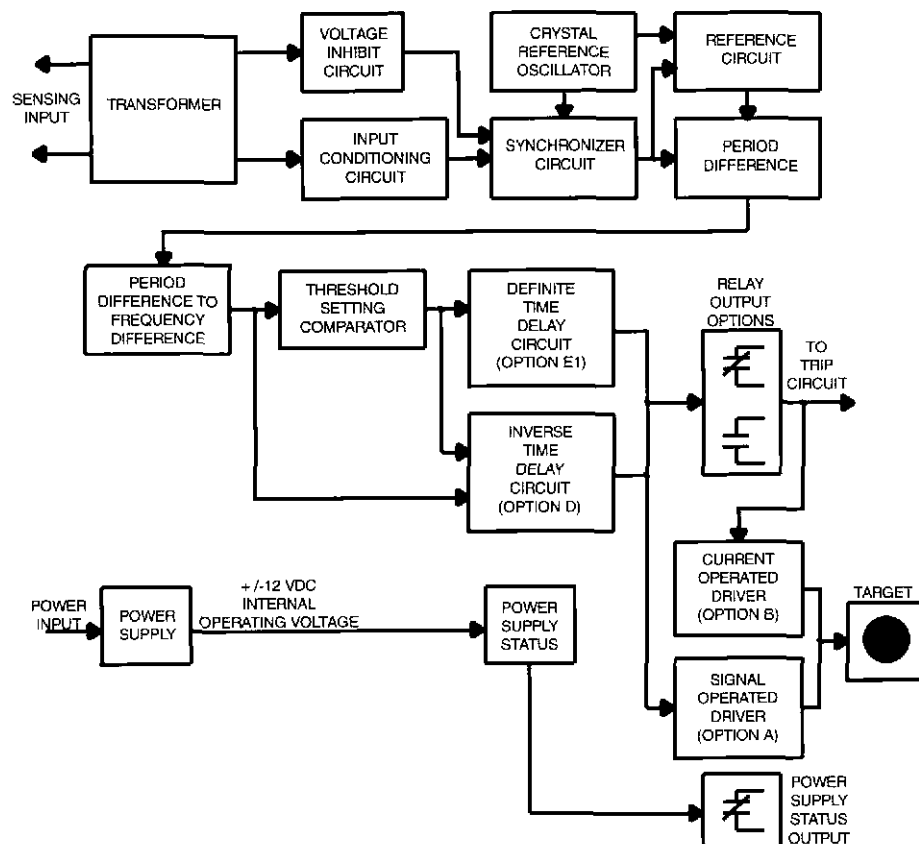 VOLTAGE
INHIBIT
CIRCUIT
CRYSTAL
REFERENCE
OSCILLATOR
REFERENCE
CIRCUIT
SENSING
INPUT
TRANSFORMER
INPUT
CONDITIONING
CIRCUIT
SYNCHRONIZER
CIRCUIT
PERIOD
DIFFERENCE
PERIOD
DIFFERENCE TO
FREQUENCY
DIFFERENCE
THRESHOLD
SETTING
COMPARATOR
DEFINITE
TIME
DELAY
CIRCUIT
(OPTION E1)
RELAY
OUTPUT
OPTIONS
TO
TRIP
CIRCUIT
INVERSE
TIME
DELAY
CIRCUIT
(OPTION D)
CURRENT
OPERATED
DRIVER
(OPTION B)
TARGET
POWER
INPUT
POWER
SUPPLY
+/-12 VDC
INTERNAL
OPERATING VOLTAGE
POWER
SUPPLY
STATUS
SIGNAL
OPERATED
DRIVER
(OPTION A)
POWER
SUPPLY
STATUS
OUTPUT